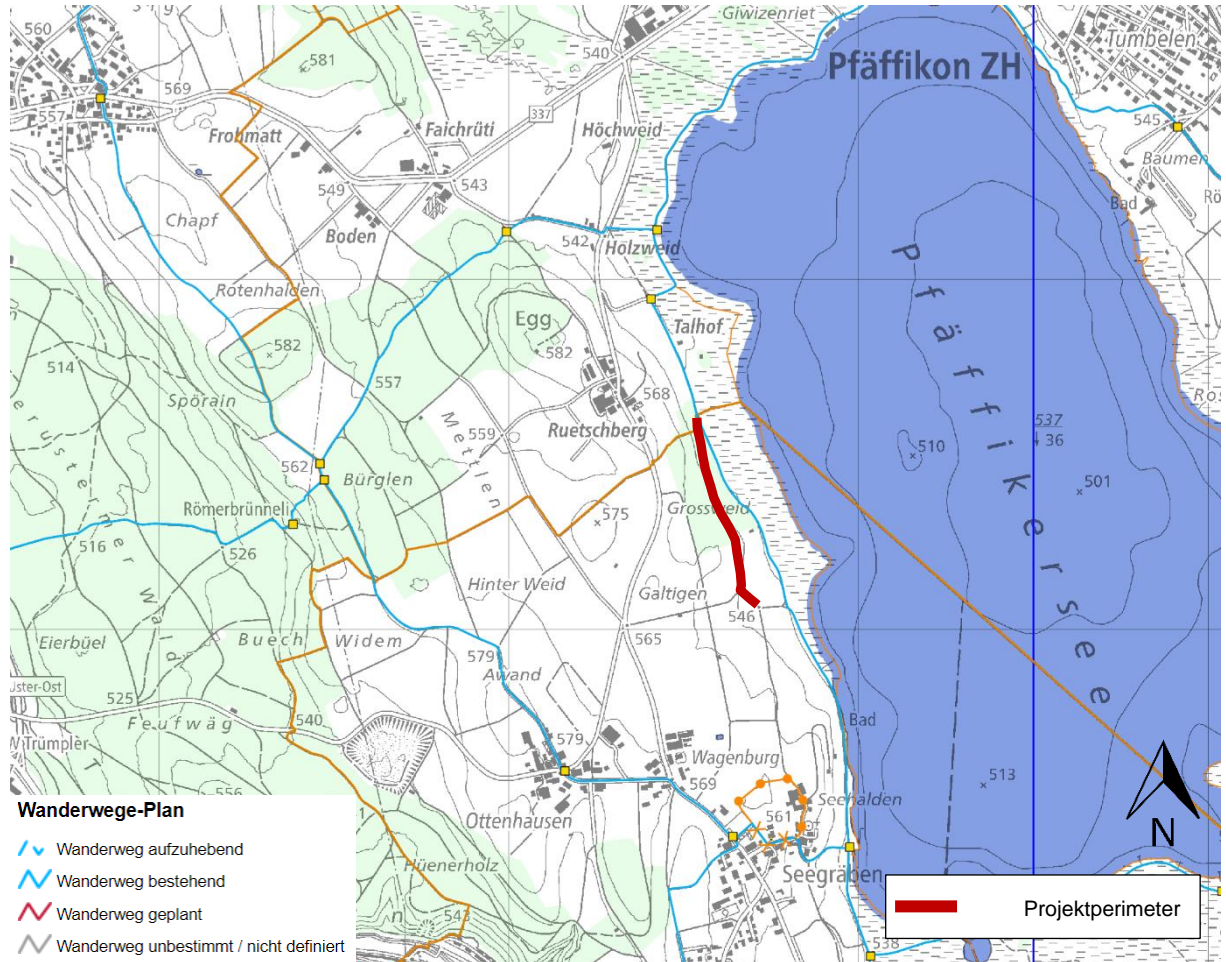 560
Giwizenriet
Tumbelen
581
540
Pfäffikon ZH
569
557
337
Frohmatt
Faichrüti
Höchweid
545
Baumen
549
543
Bad
Chapf
Boden
542
Holzweid
Rotenhalden
Egg
Talhof
582
582
514
557
568
Spörain
Ruetschberg
537
36
559
510
Mettlen
562
Bürglen
501
575
Grossweid
Römerbrünneli
516
526
Pfäffikersee
Hinter Weid
Galtigen
546
Eierbüel
Buech
Widem
565
579
Awand
Uster-Ost
525
Feufwäg
540
Bad
Trümpler
579
Wagenburg
569
513
556
Seehalden
561
Ottenhausen
Hüenerholz
Seegräben
538
N
Wanderwege-Plan
Wanderweg aufzuhebend
Wanderweg bestehend
Wanderweg geplant
Wanderweg unbestimmt / nicht definiert
Projektperimeter